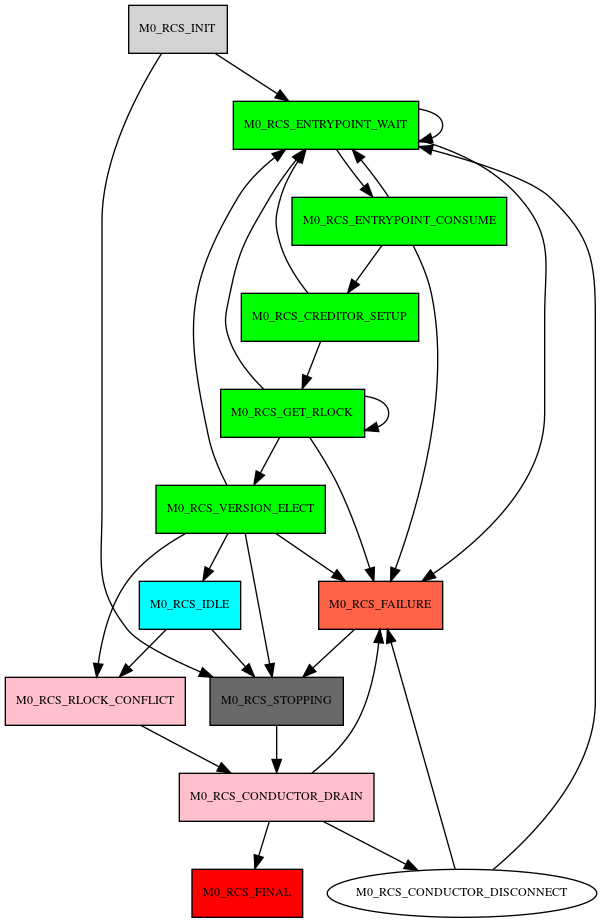 M0_RCS_INIT
M0_RCS_ENTRYPOINT_WAIT
M0_RCS_ENTRYPOINT_CONSUME
M0_RCS_CREDITOR_SETUP
M0_RCS_GET_RLOCK
M0_RCS_VERSION_ELECT
M0_RCS_IDLE
M0_RCS_FAILURE
M0_RCS_RLOCK_CONFLICT
M0_RCS_STOPPING
M0_RCS_CONDUCTOR_DRAIN
M0_RCS_FINAL
M0_RCS_CONDUCTOR_DISCONNECT